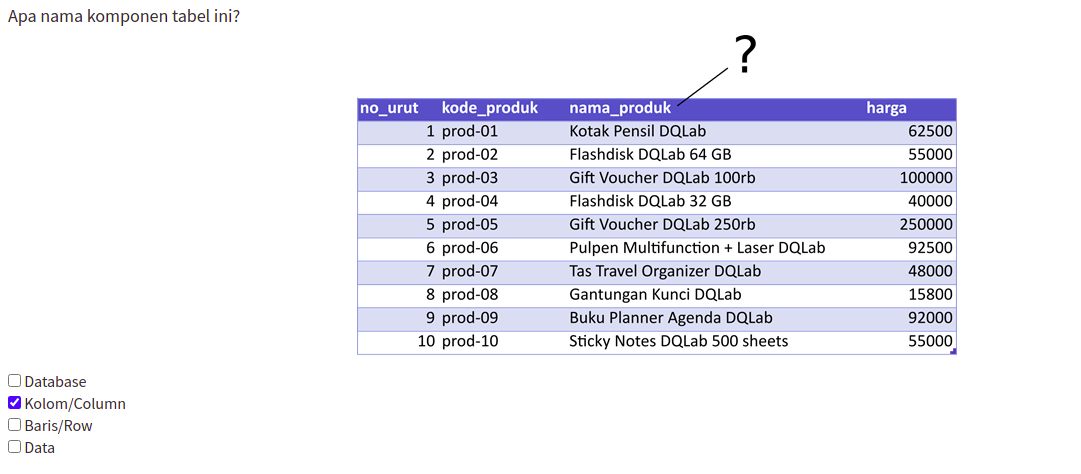 Apa nama komponen tabel ini?
?
no_urut kode_produk nama_produk harga
1 prod-01 Kotak Pensil DQLab 62500
2 prod-02 Flashdisk DQLab 64 GB 55000
3 prod-03 Gift Voucher DQLab 100rb 100000
4 prod-04 Flashdisk DQLab 32 GB 40000
5 prod-05 Gift Voucher DQLab 250rb 250000
6 prod-06 Pulpen Multifunction + Laser DQLab 92500
7 prod-07 Tas Travel Organizer DQLab 48000
8 prod-08 Gantungan Kunci DQLab 15800
9 prod-09 Buku Planner Agenda DQLab 92000
10 prod-10 Sticky Notes DQLab 500 sheets 55000
Database
Kolom/Column
Baris/Row
Data